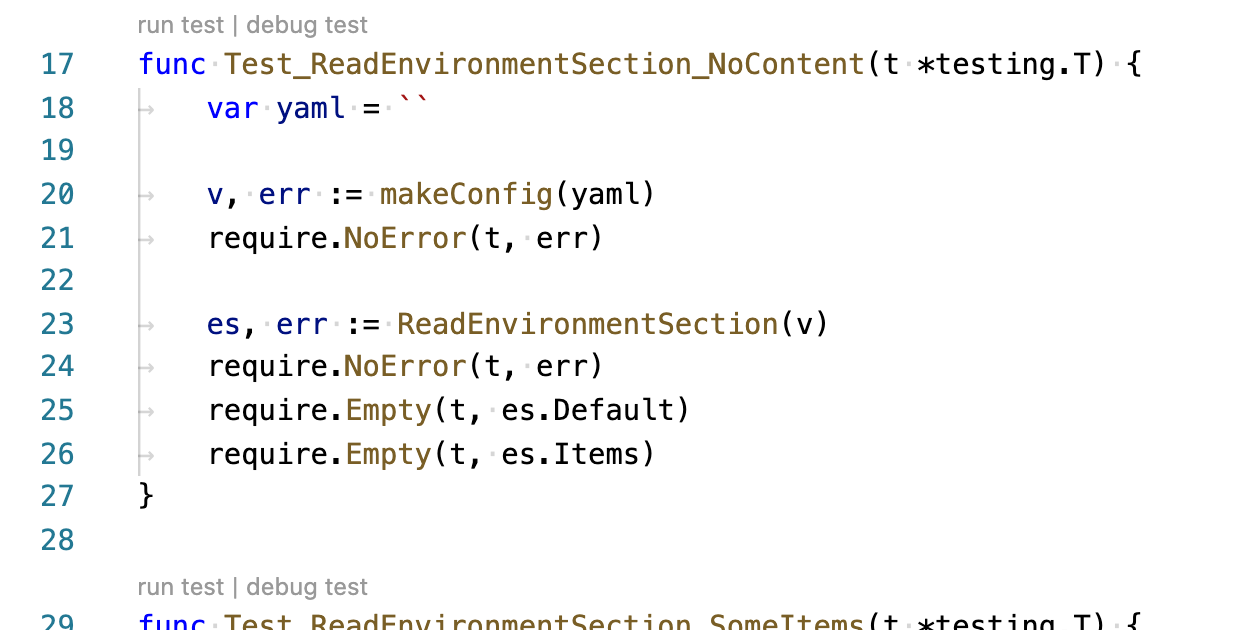 run test | debug test
17 func Test_ReadEnvironmentSection_NoContent(t *testing.T) {
18 var yaml = ``
19
20 v, err := makeConfig(yaml)
21 require.NoError(t, err)
22
23 es, err := ReadEnvironmentSection(v)
24 require.NoError(t, err)
25 require.Empty(t, es.Default)
26 require.Empty(t, es.Items)
27 }
28
run test | debug test
29 func Test_ReadEnvironmentSection_SomeItems(t *testing.T) {